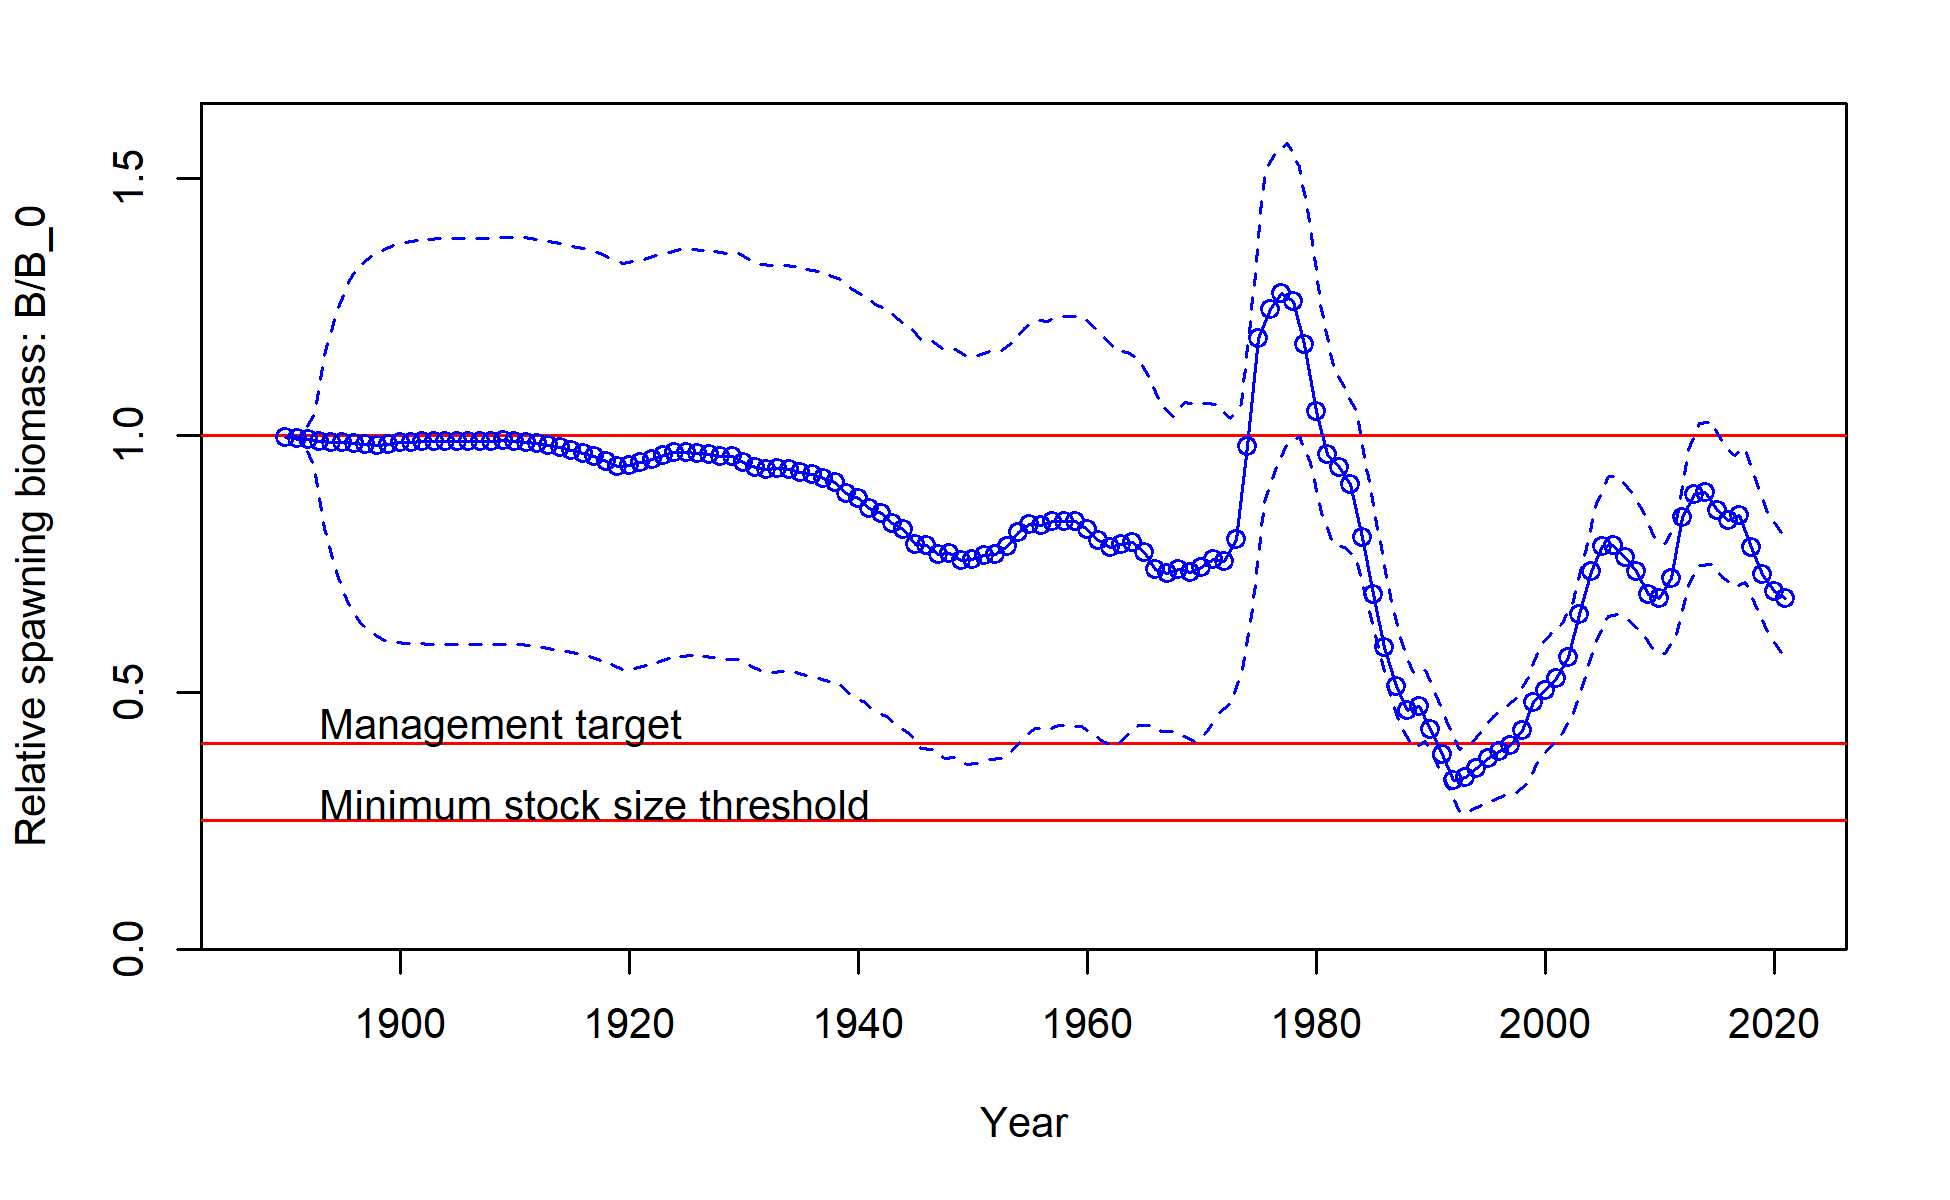 Relative spawning biomass: B/B_0
1.5
1.0
0.5
0.0
Management target
Minimum stock size threshold
1900 1920 1940 1960 1980 2000 2020
Year